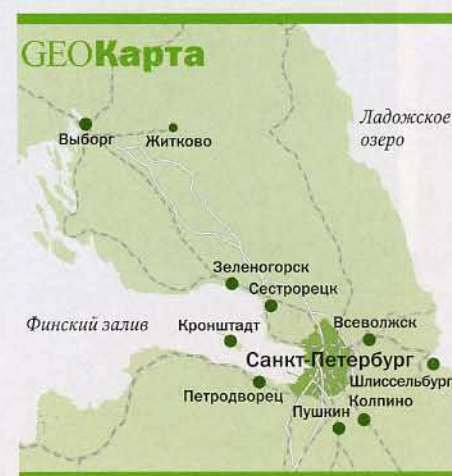 GEOКарта
Ладожское
озеро
Выборг
Житково
Зеленогорск
Сестрорецк
Финский залив
Кронштадт
Всеволжск
Санкт-Петербург
Шлиссельбург
Петродворец
Колпино
Пушкин